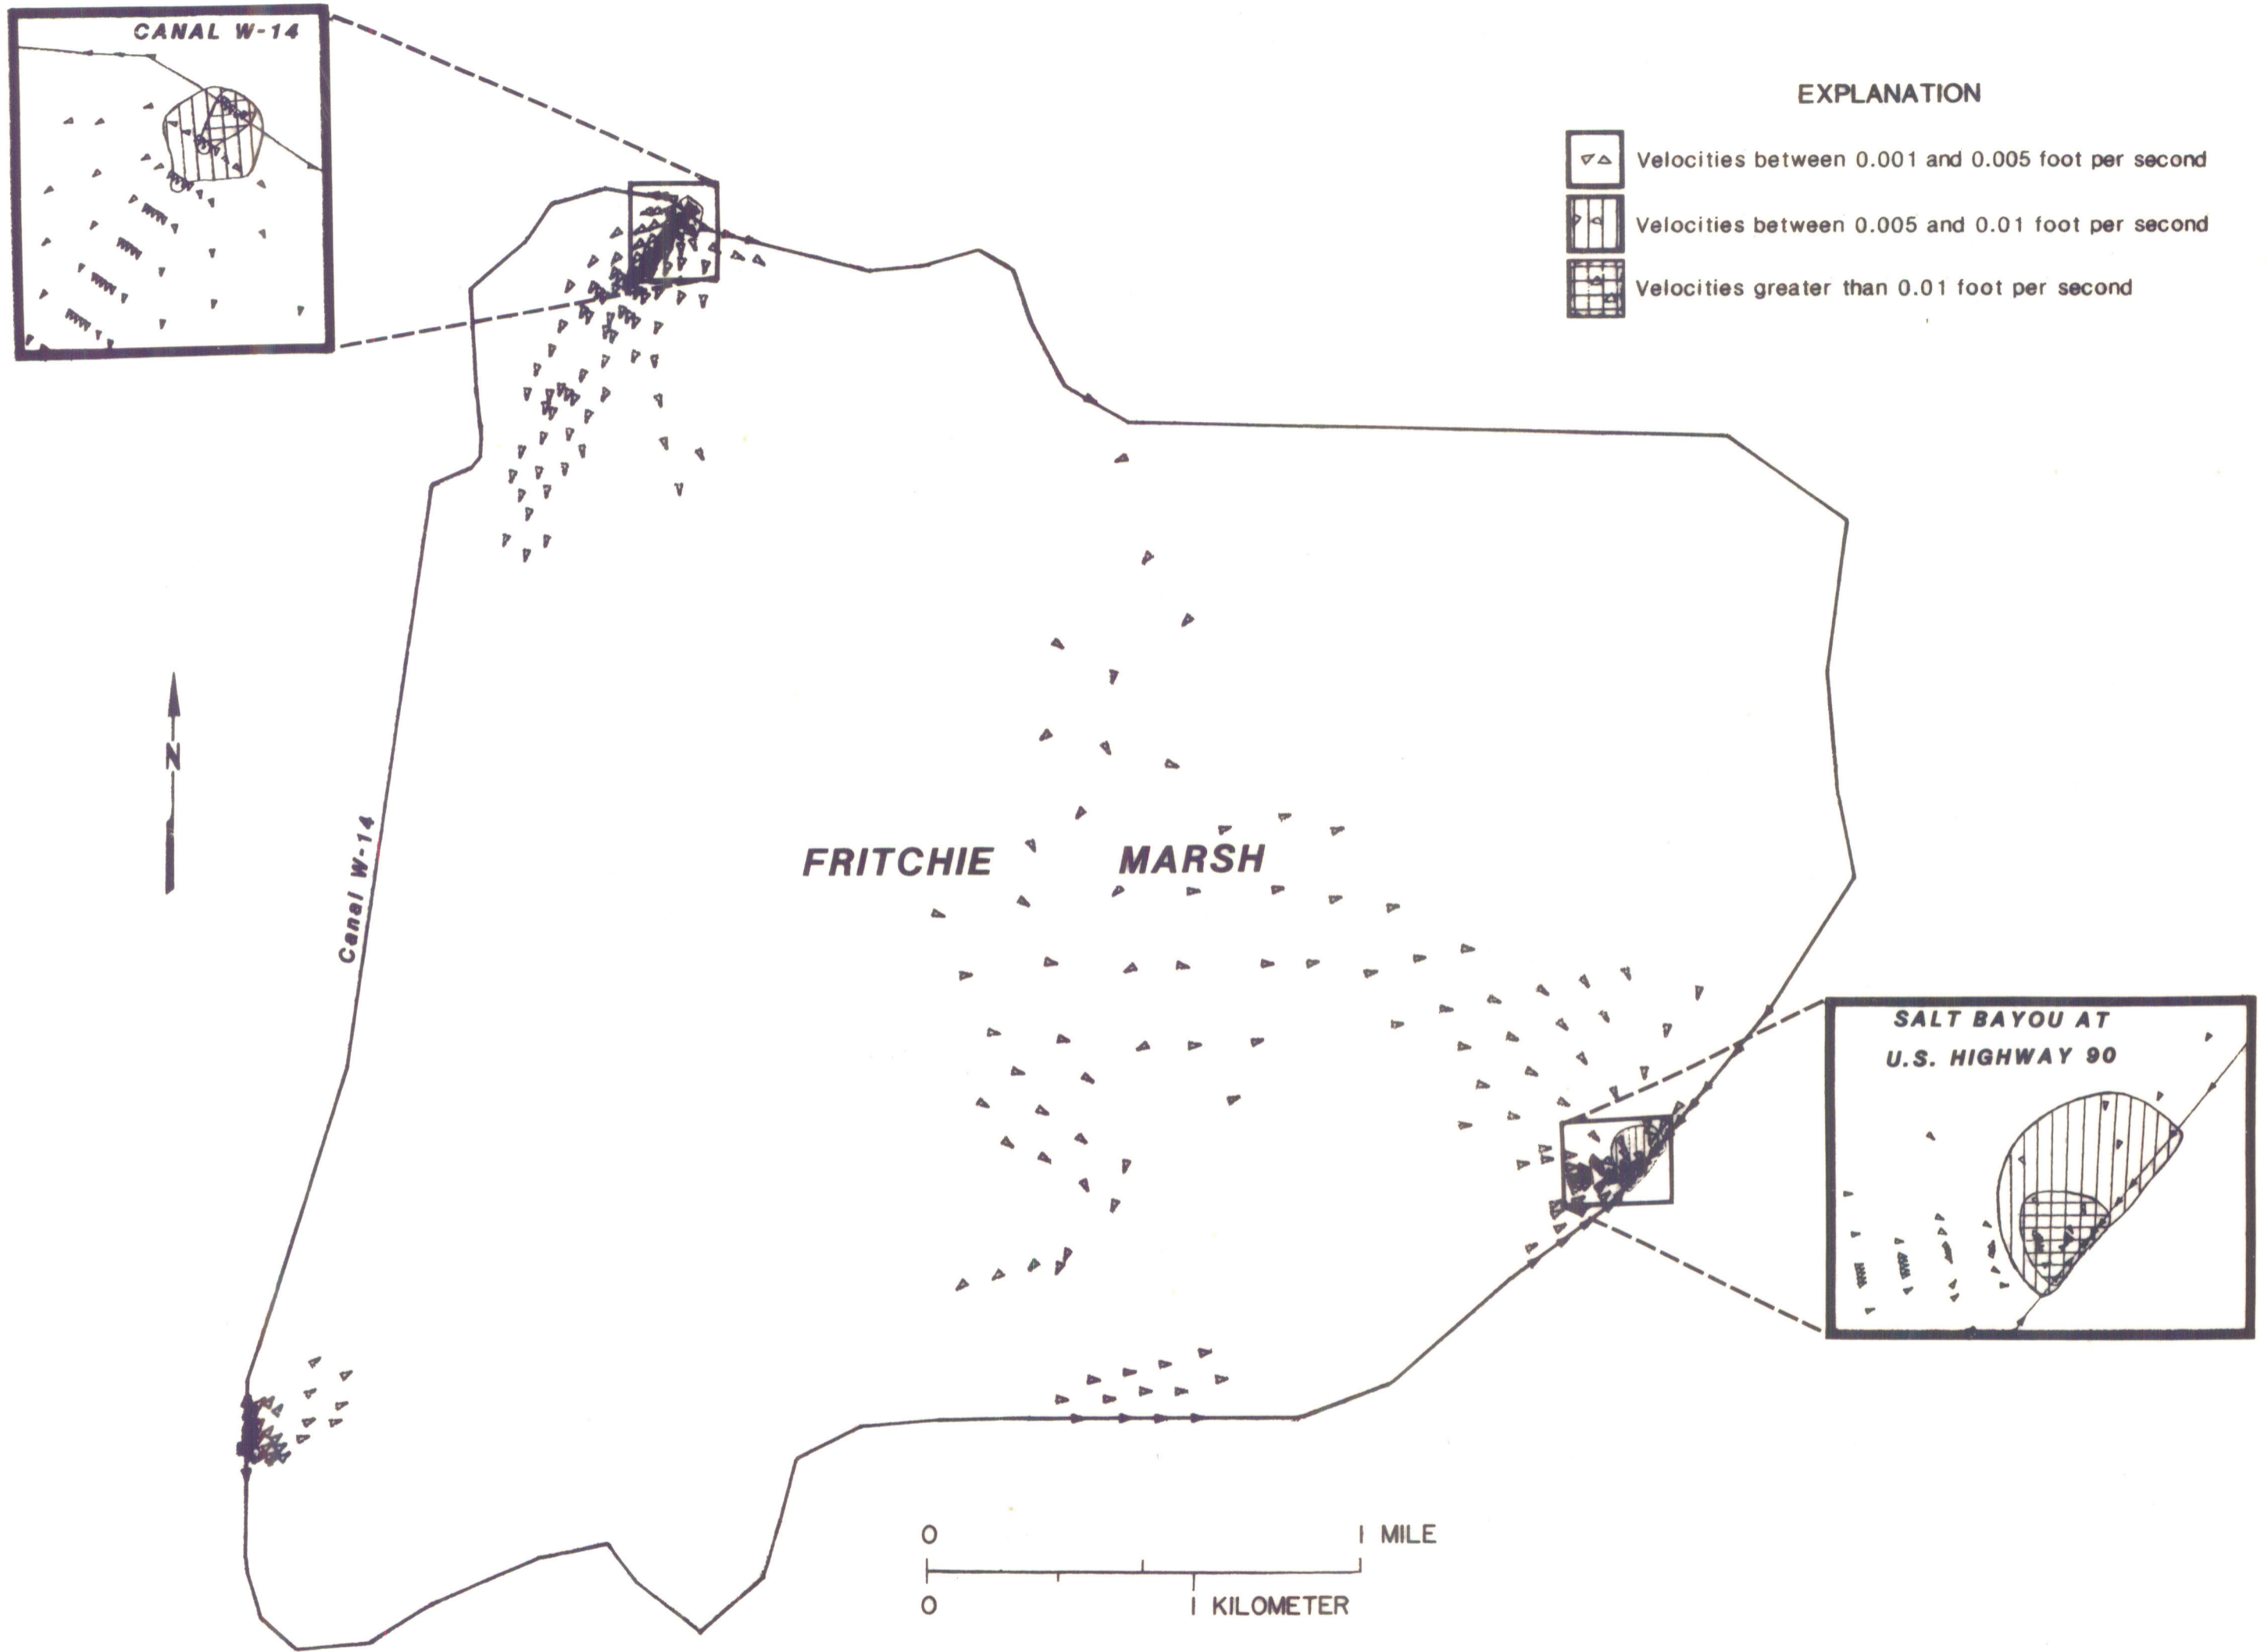 CANAL W-14
EXPLANATION
Velocities between 0.001 and 0.005 foot per second
Velocities between 0.005 and 0.01 foot per second
Velocities greater than 0.01 foot per second
N
Canal W-14
FRITCHIE MARSH
SALT BAYOU AT
U.S. HIGHWAY 90
0 1 MILE
0 1 KILOMETER